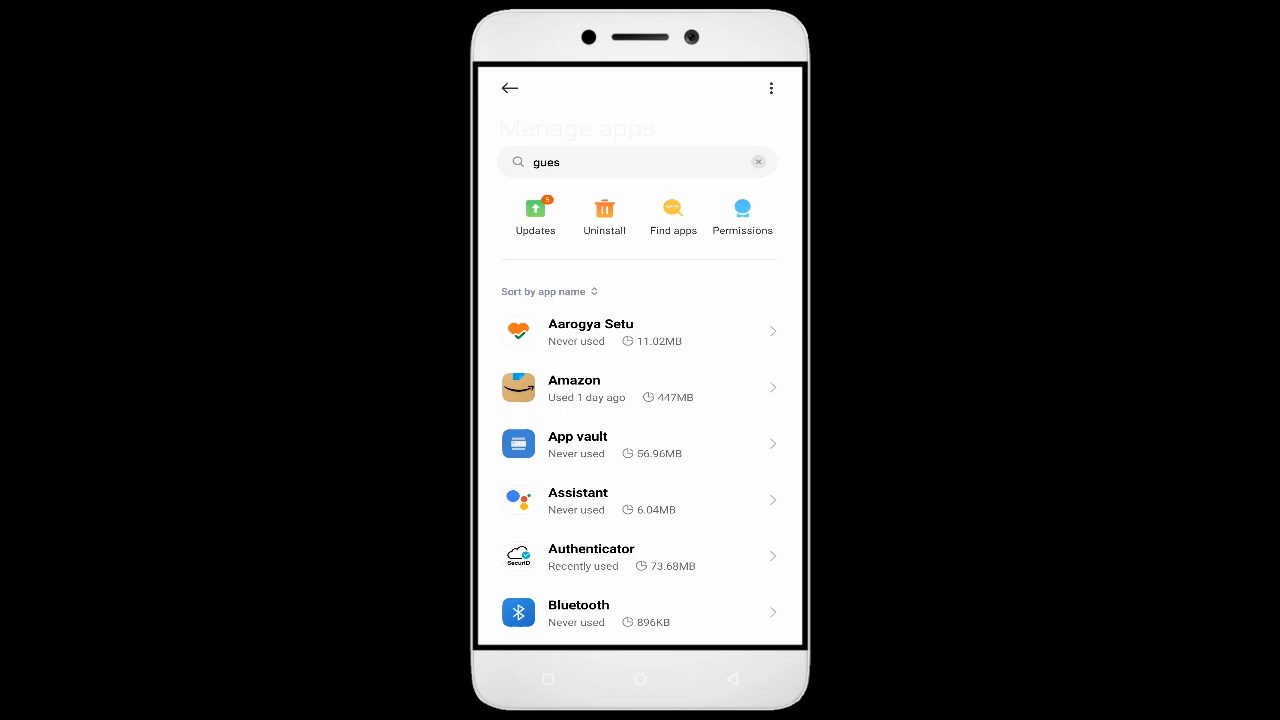 Manage apps
gues
5
Updates Uninstall Find apps Permissions
Sort by app name
Aarogya Setu
Never used 11.02MB
Amazon
Used 1 day ago 447MB
App vault
Never used 56.96MB
Assistant
Never used 6.04MB
Authenticator
Recently used 73.68MB
SecurID
Bluetooth
Never used 896KB